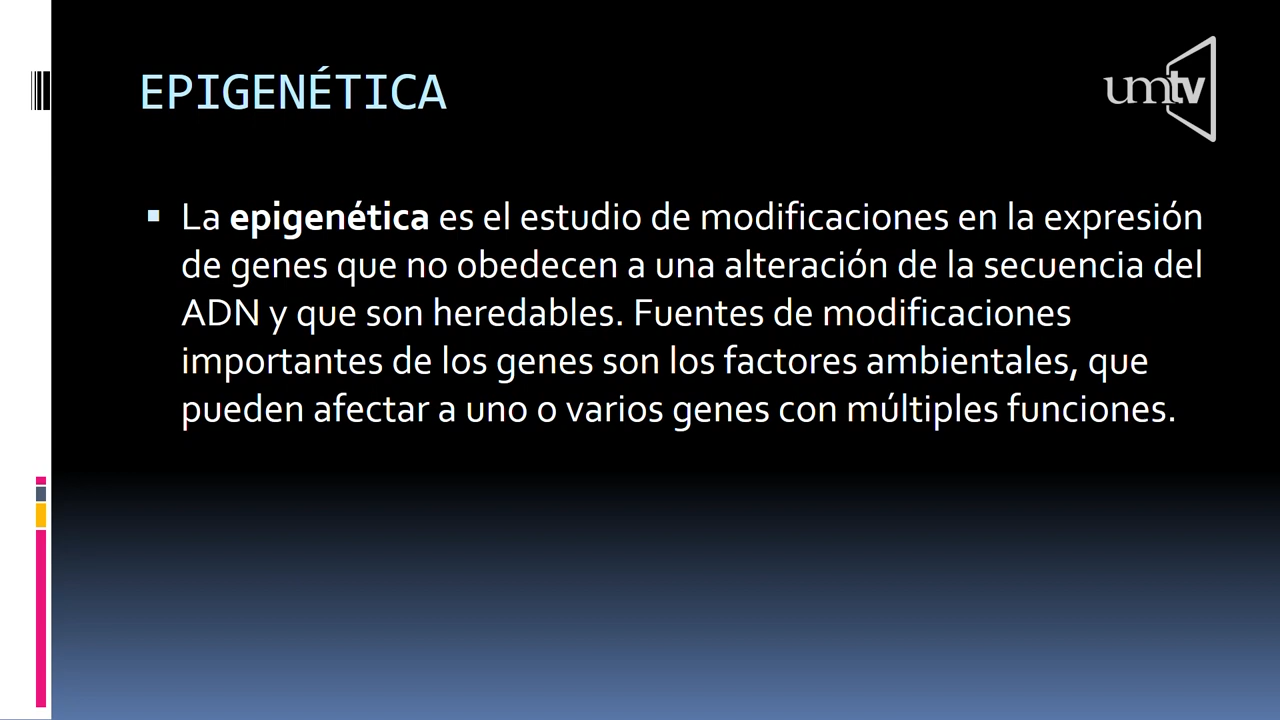 EPIGENÉTICA
umtv
La epigenética es el estudio de modificaciones en la expresión
de genes que no obedecen a una alteración de la secuencia del
ADN y que son heredables. Fuentes de modificaciones
importantes de los genes son los factores ambientales, que
pueden afectar a uno o varios genes con múltiples funciones.